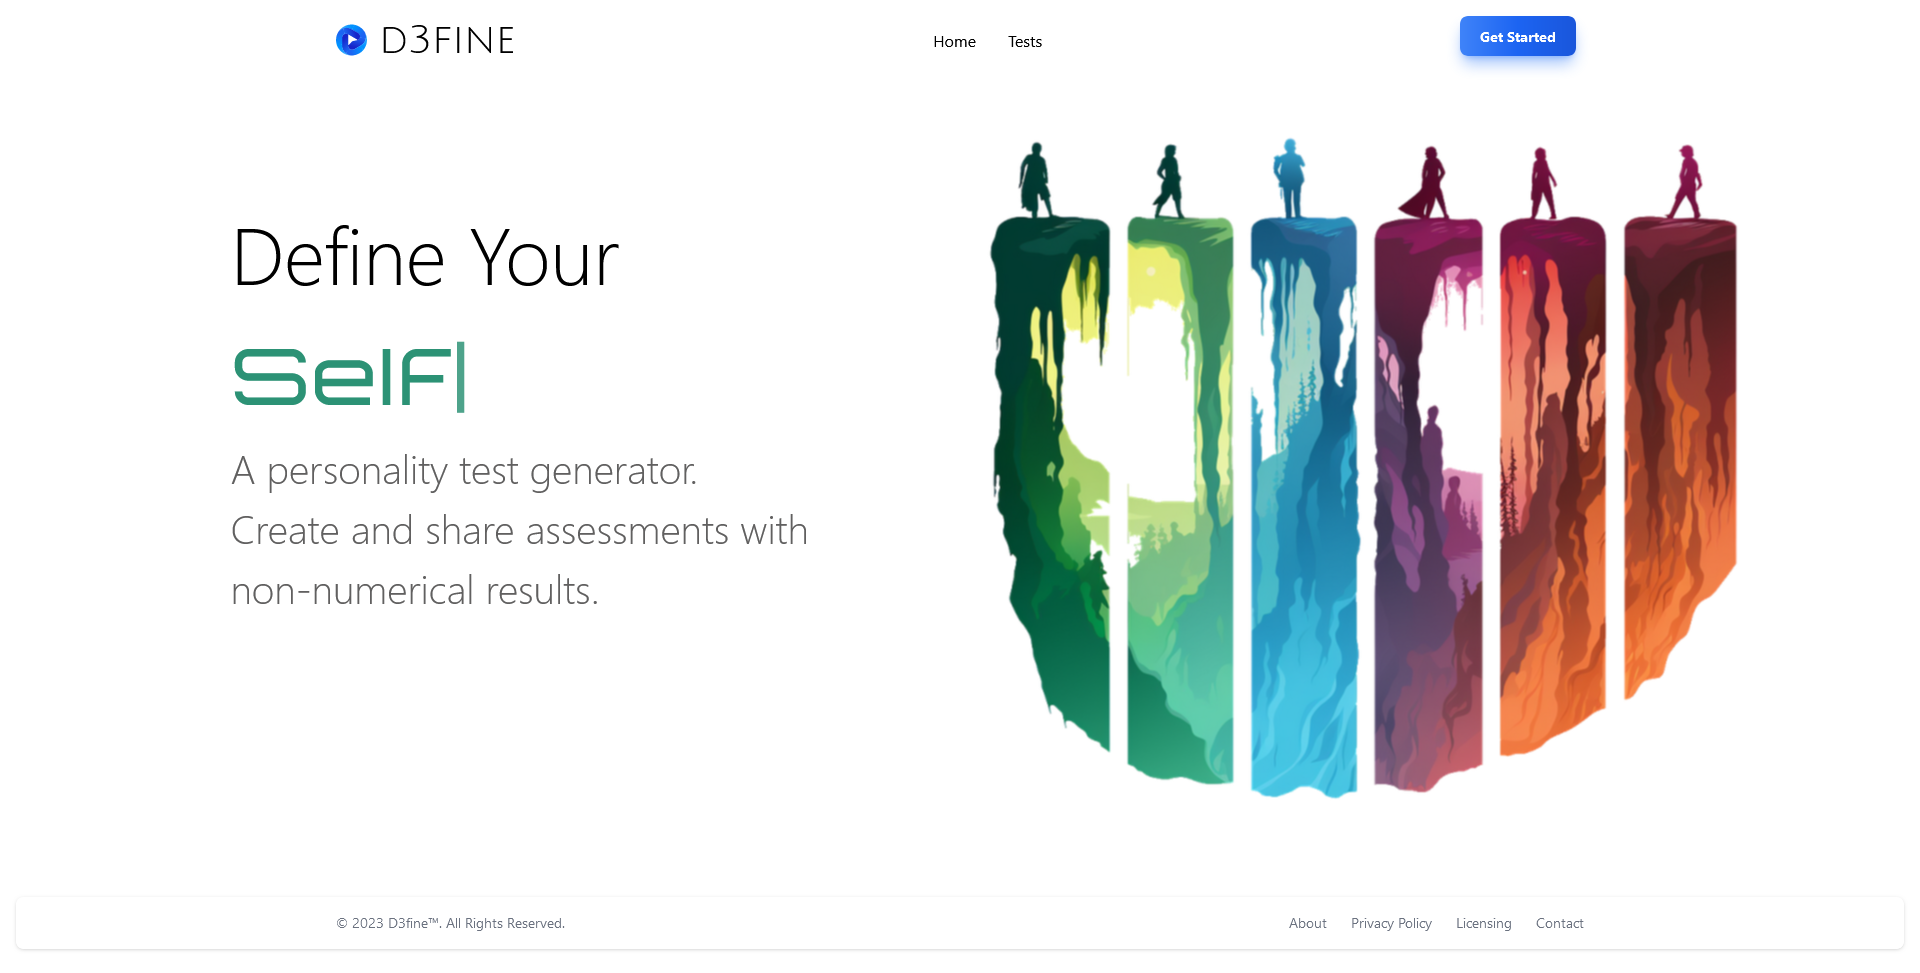 D3FINE
Home Tests
Get Started
Define Your
Self|
A personality test generator.
Create and share assessments with
non-numerical results.
© 2023 D3fine™. All Rights Reserved.
About Privacy Policy Licensing Contact